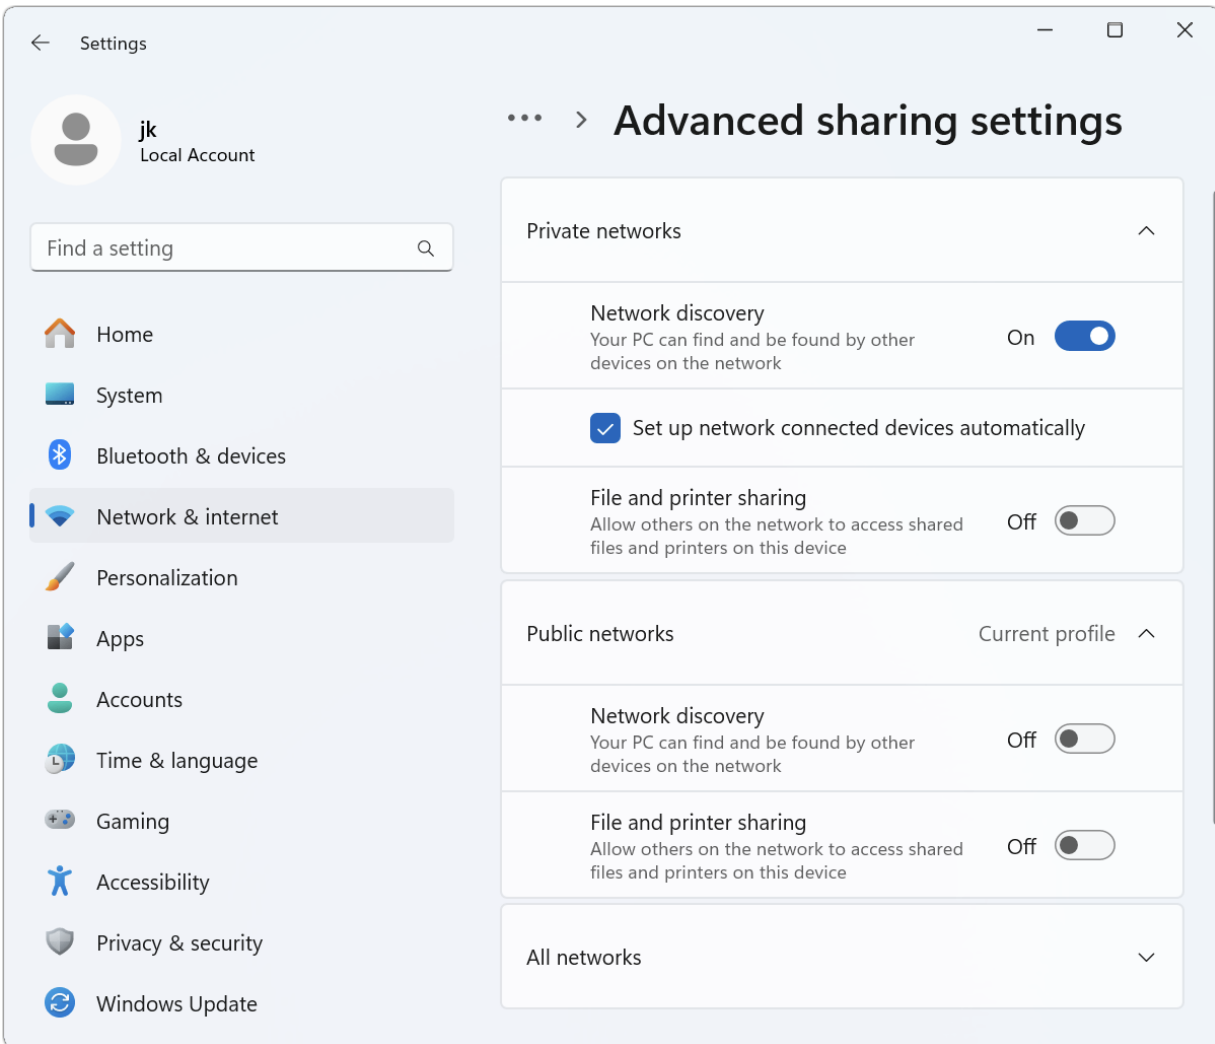 Settings
jk
Local Account
Find a setting
Home
System
Bluetooth & devices
Network & internet
Personalization
Apps
Accounts
Time & language
Gaming
Accessibility
Privacy & security
Windows Update
Advanced sharing settings
Private networks
Network discovery
Your PC can find and be found by other
devices on the network
On
Set up network connected devices automatically
File and printer sharing
Allow others on the network to access shared
files and printers on this device
Off
Public networks
Current profile
Network discovery
Your PC can find and be found by other
devices on the network
Off
File and printer sharing
Allow others on the network to access shared
files and printers on this device
Off
All networks